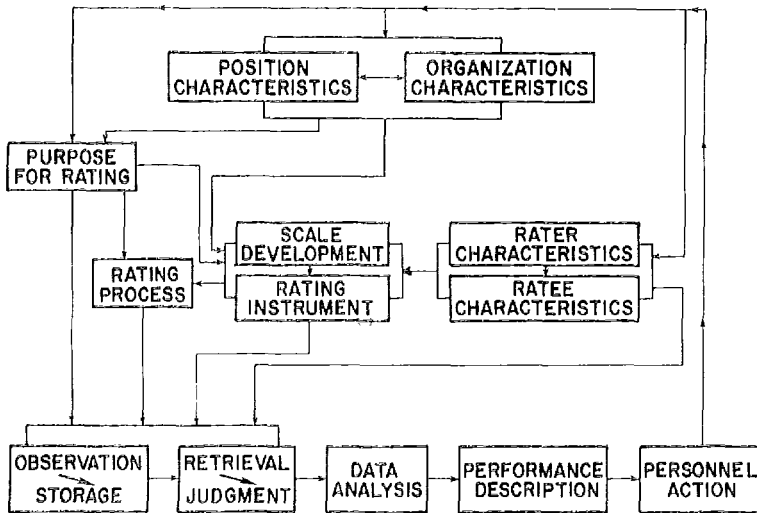 POSITION
CHARACTERISTICS
ORGANIZATION
CHARACTERISTICS
PURPOSE
FOR RATING
SCALE
DEVELOPMENT
RATER
CHARACTERISTICS
RATING
PROCESS
RATING
INSTRUMENT
RATEE
CHARACTERISTICS
OBSERVATION
STORAGE
RETRIEVAL
JUDGMENT
DATA
ANALYSIS
PERFORMANCE
DESCRIPTION
PERSONNEL
ACTION